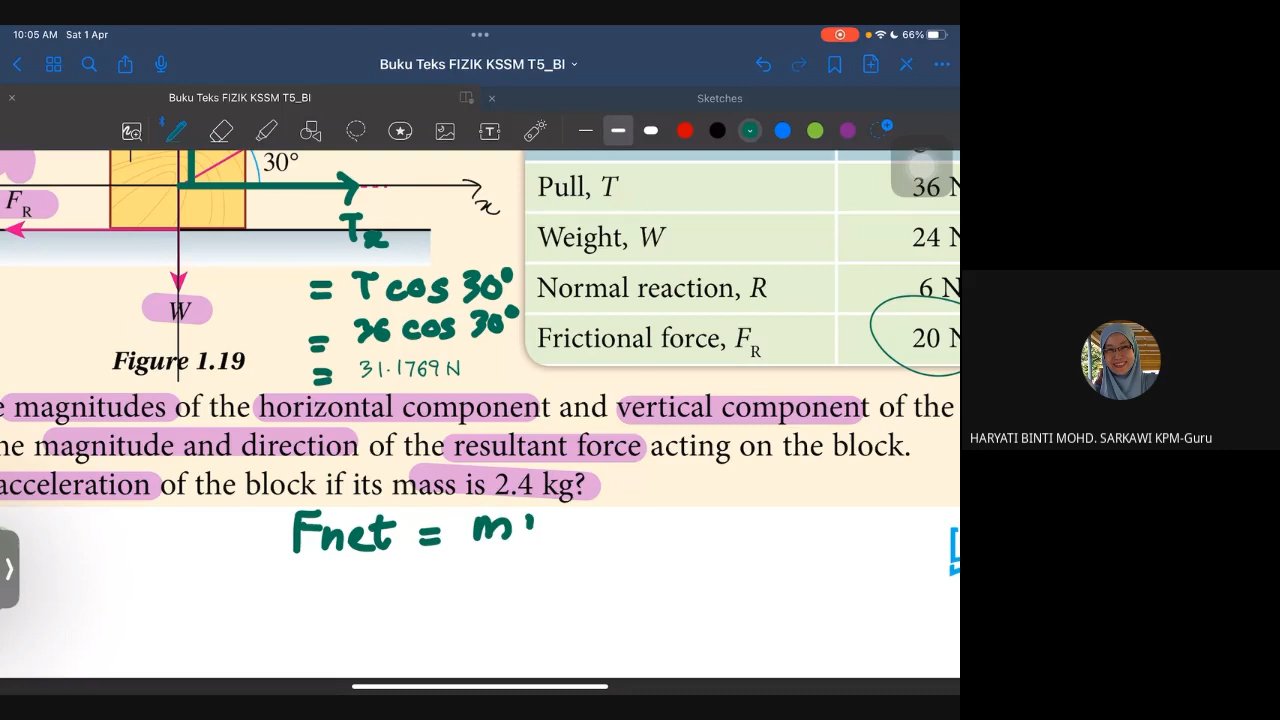 10:05 AM Sat 1 Apr
66%
Buku Teks FIZIK KSSM T5_BI
Buku Teks FIZIK KSSM T5_BI
Sketches
30°
x
F_R
T_x
W
= T cos 30°
= 36 cos 30°
= 31.1769 N
Figure 1.19
Pull, T 36 N
Weight, W 24 N
Normal reaction, R 6 N
Frictional force, F_R 20 N
magnitudes of the horizontal component and vertical component of the
magnitude and direction of the resultant force acting on the block.
acceleration of the block if its mass is 2.4 kg?
Fnet = m
HARYATI BINTI MOHD. SARKAWI KPM-Guru